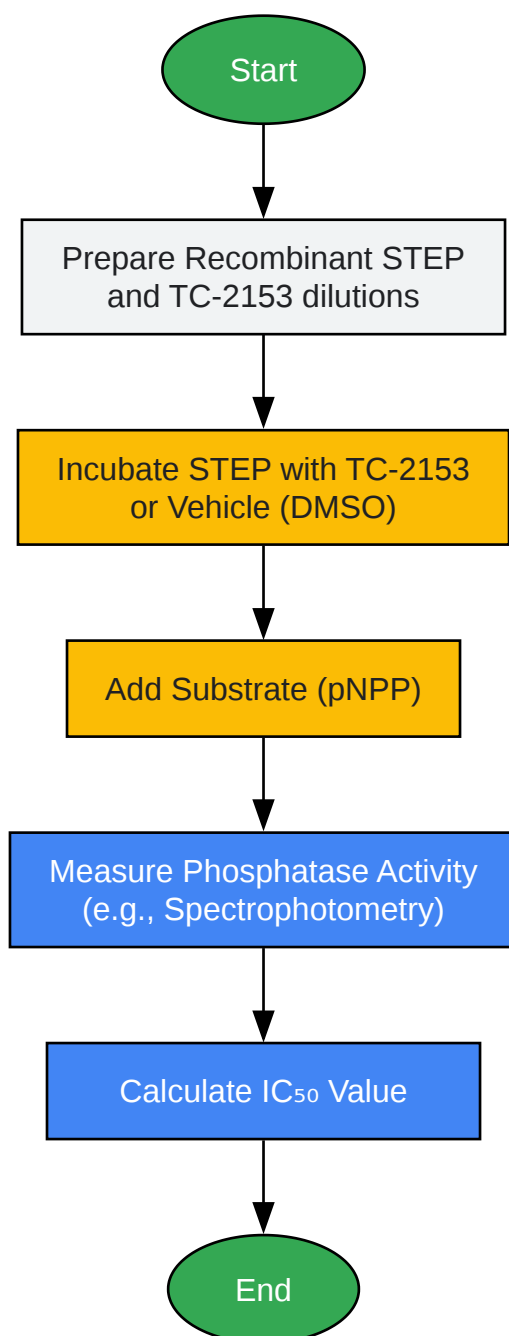 Start
Prepare Recombinant STEP
and TC-2153 dilutions
Incubate STEP with TC-2153
or Vehicle (DMSO)
Add Substrate (pNPP)
Measure Phosphatase Activity
(e.g., Spectrophotometry)
Calculate IC₅₀ Value
End